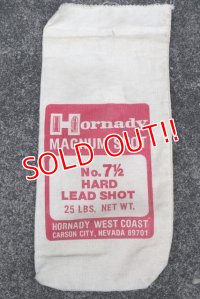 Hornady
MAGNUM SHOT
SOLD OUT!!
No. 7½
HARD
LEAD SHOT
25 LBS. NET WT.
HORNADY WEST COAST
CARSON CITY, NEVADA 89701